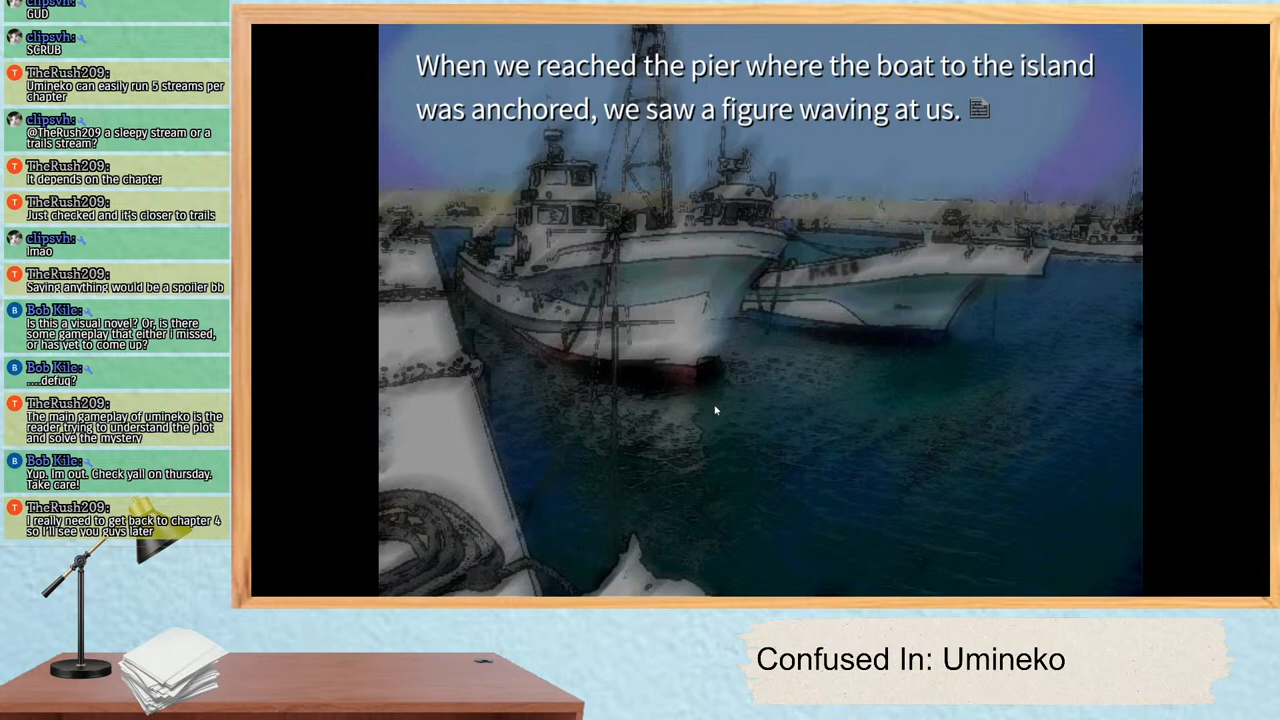 clipsvh:
GUD
clipsvh:
SCRUB
TheRush209:
Umineko can easily run 5 streams per
chapter
clipsvh:
@TheRush209 a sleepy stream or a
trails stream?
TheRush209:
It depends on the chapter
TheRush209:
Just checked and it's closer to trails
clipsvh:
lmao
TheRush209:
Saying anything would be a spoiler bb
Bob Kile:
Is this a visual novel? Or, is there
some gameplay that either i missed,
or has yet to come up?
Bob Kile:
....defuq?
TheRush209:
The main gameplay of umineko is the
reader trying to understand the plot
and solve the mystery
Bob Kile:
Yup. Im out. Check yall on thursday.
Take care!
TheRush209:
I really need to get back to chapter 4
so I'll see you guys later
When we reached the pier where the boat to the island
was anchored, we saw a figure waving at us.
Confused In: Umineko